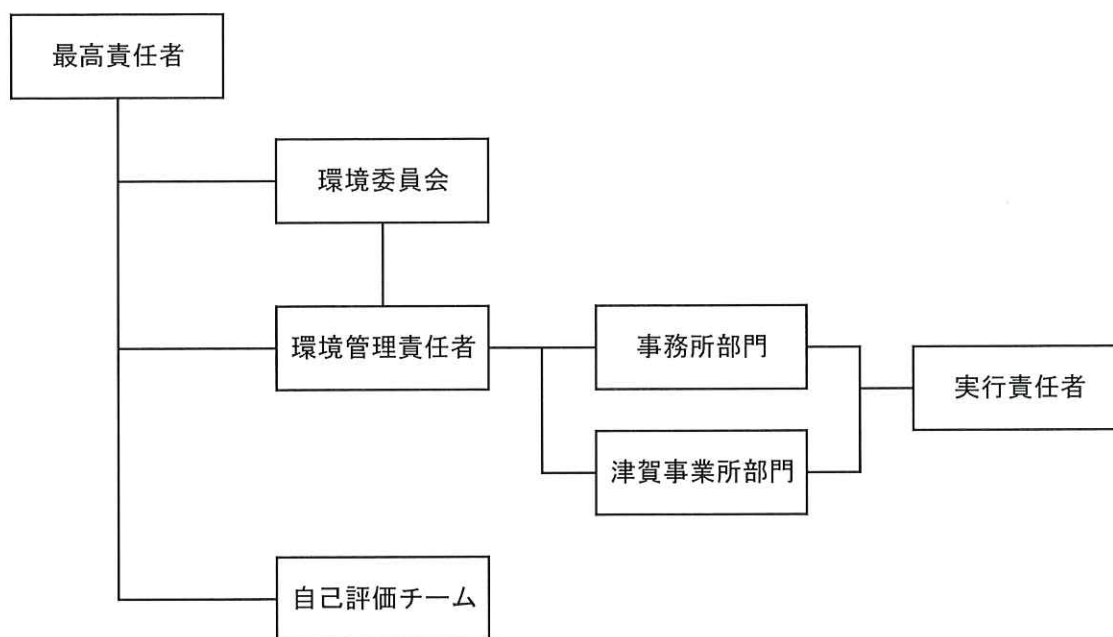 最高責任者
環境委員会
環境管理責任者
事務所部門
実行責任者
津賀事業所部門
自己評価チーム